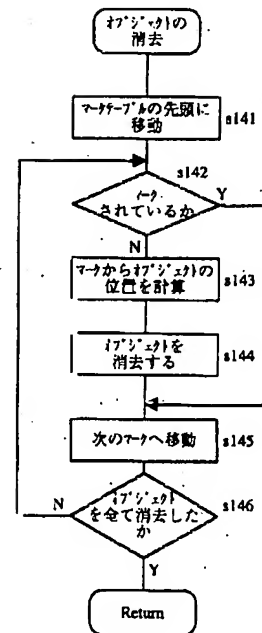 オブジェクトの
消去
マークテーブルの先頭に
移動
s141
s142
マーク
されているか
Y
N
マークからオブジェクトの
位置を計算
s143
オブジェクトを
消去する
s144
次のマークへ移動
s145
オブジェクト
を全て消去した
か
s146
N
Y
Return